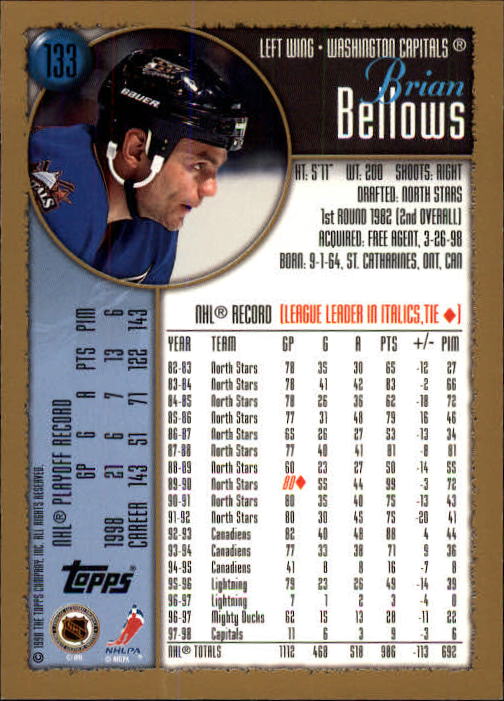 133
LEFT WING • WASHINGTON CAPITALS ®
Brian
Bellows
HT: 5'11" WT: 200 SHOOTS: RIGHT
DRAFTED: NORTH STARS
1st ROUND 1982 (2nd OVERALL)
ACQUIRED: FREE AGENT, 3-26-98
BORN: 9-1-64, ST. CATHARINES, ONT, CAN
BAUER
NHL® RECORD (LEAGUE LEADER IN ITALICS,TIE ♦)
YEAR TEAM GP G A PTS +/- PIM
82-83 North Stars 78 35 30 65 -12 27
83-84 North Stars 78 41 42 83 -2 66
84-85 North Stars 78 26 36 62 -18 72
85-86 North Stars 77 31 48 79 16 46
86-87 North Stars 65 26 27 53 -13 34
87-88 North Stars 77 40 41 81 -8 81
88-89 North Stars 60 23 27 50 -14 55
89-90 North Stars 80♦ 55 44 99 -3 72
90-91 North Stars 80 35 40 75 -13 43
91-92 North Stars 80 30 45 75 -20 41
92-93 Canadiens 82 40 48 88 4 44
93-94 Canadiens 77 33 38 71 9 36
94-95 Canadiens 41 8 8 16 -7 8
95-96 Lightning 79 23 26 49 -14 39
96-97 Lightning 7 1 2 3 -4 0
96-97 Mighty Ducks 62 15 13 28 -11 22
97-98 Capitals 11 6 3 9 -3 6
NHL® TOTALS 1112 468 518 986 -113 692
NHL® PLAYOFF RECORD
GP G A PTS PIM
1998 21 6 7 13 6
CAREER 143 51 71 122 143
© 1998 THE TOPPS COMPANY, INC. ALL RIGHTS RESERVED.
TOPPS®
NHL
NHLPA
© NHLPA